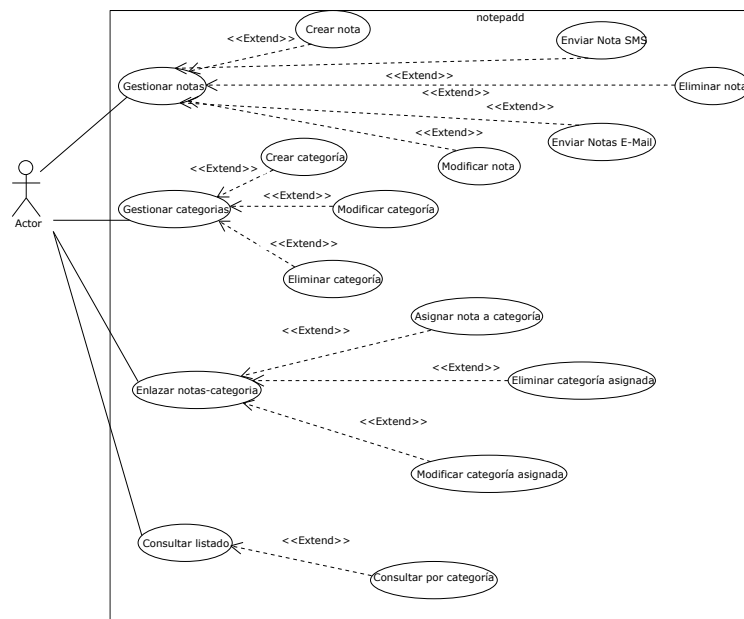 notepadd
Crear nota
<<Extend>>
Enviar Nota SMS
Gestionar notas
<<Extend>>
Eliminar nota
<<Extend>>
<<Extend>>
Enviar Notas E-Mail
<<Extend>>
Modificar nota
Crear categoría
<<Extend>>
Actor
Gestionar categorias
<<Extend>>
Modificar categoría
<<Extend>>
Eliminar categoría
Asignar nota a categoría
<<Extend>>
Enlazar notas-categoria
<<Extend>>
Eliminar categoría asignada
<<Extend>>
Modificar categoría asignada
Consultar listado
<<Extend>>
Consultar por categoría